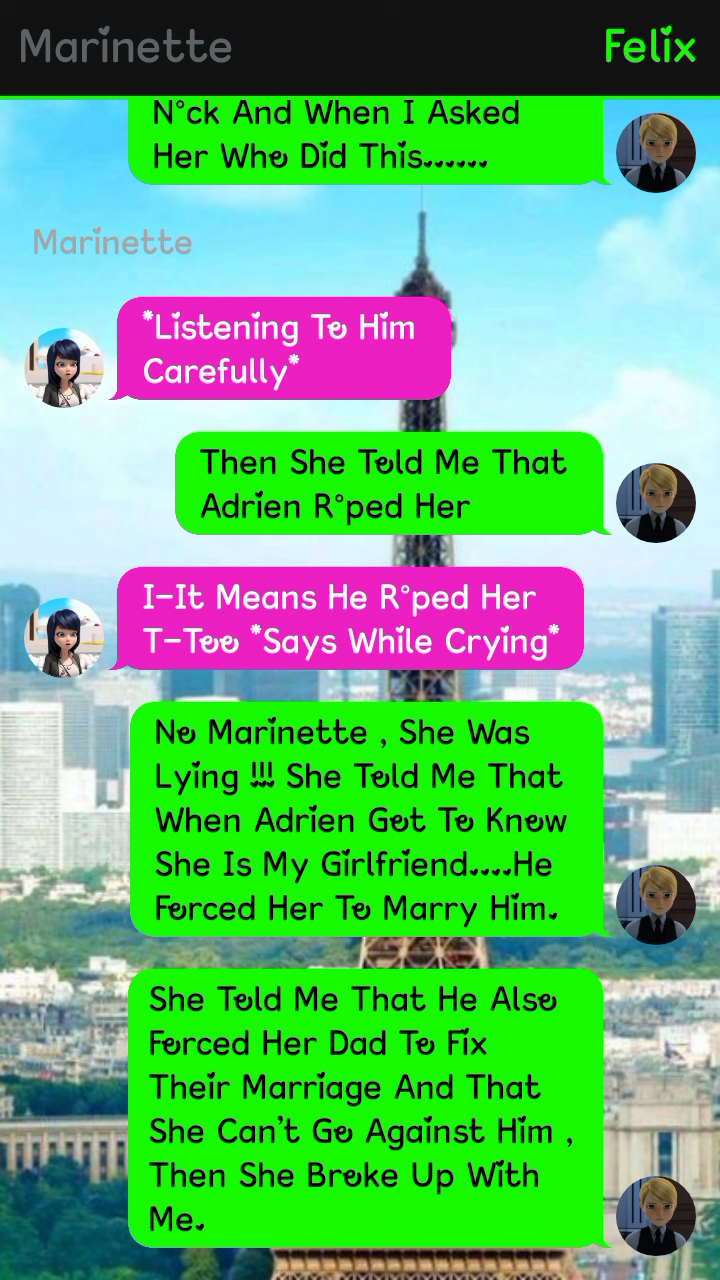 Marinette
Felix
N°ck And When I Asked
Her Who Did This......
Marinette
*Listening To Him
Carefully*
Then She Told Me That
Adrien R°ped Her
I-It Means He R°ped Her
T-Too *Says While Crying*
No Marinette , She Was
Lying !!! She Told Me That
When Adrien Got To Know
She Is My Girlfriend....He
Forced Her To Marry Him.
She Told Me That He Also
Forced Her Dad To Fix
Their Marriage And That
She Can't Go Against Him ,
Then She Broke Up With
Me.